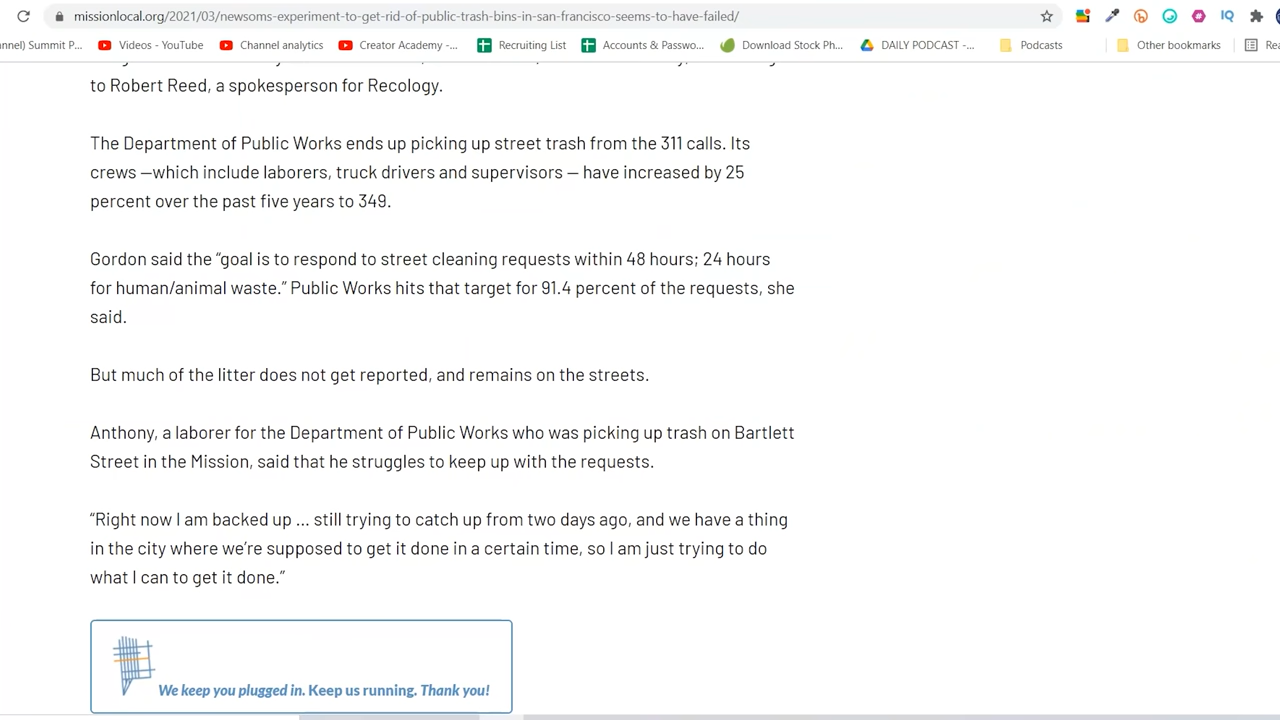 missionlocal.org/2021/03/newsoms-experiment-to-get-rid-of-public-trash-bins-in-san-francisco-seems-to-have-failed/
IQ
annel) Summit P... Videos - YouTube Channel analytics Creator Academy -... Recruiting List Accounts & Passwo... Download Stock Ph... DAILY PODCAST -... Podcasts Other bookmarks Rea
to Robert Reed, a spokesperson for Recology.
The Department of Public Works ends up picking up street trash from the 311 calls. Its
crews —which include laborers, truck drivers and supervisors — have increased by 25
percent over the past five years to 349.
Gordon said the “goal is to respond to street cleaning requests within 48 hours; 24 hours
for human/animal waste.” Public Works hits that target for 91.4 percent of the requests, she
said.
But much of the litter does not get reported, and remains on the streets.
Anthony, a laborer for the Department of Public Works who was picking up trash on Bartlett
Street in the Mission, said that he struggles to keep up with the requests.
“Right now I am backed up ... still trying to catch up from two days ago, and we have a thing
in the city where we’re supposed to get it done in a certain time, so I am just trying to do
what I can to get it done.”
We keep you plugged in. Keep us running. Thank you!